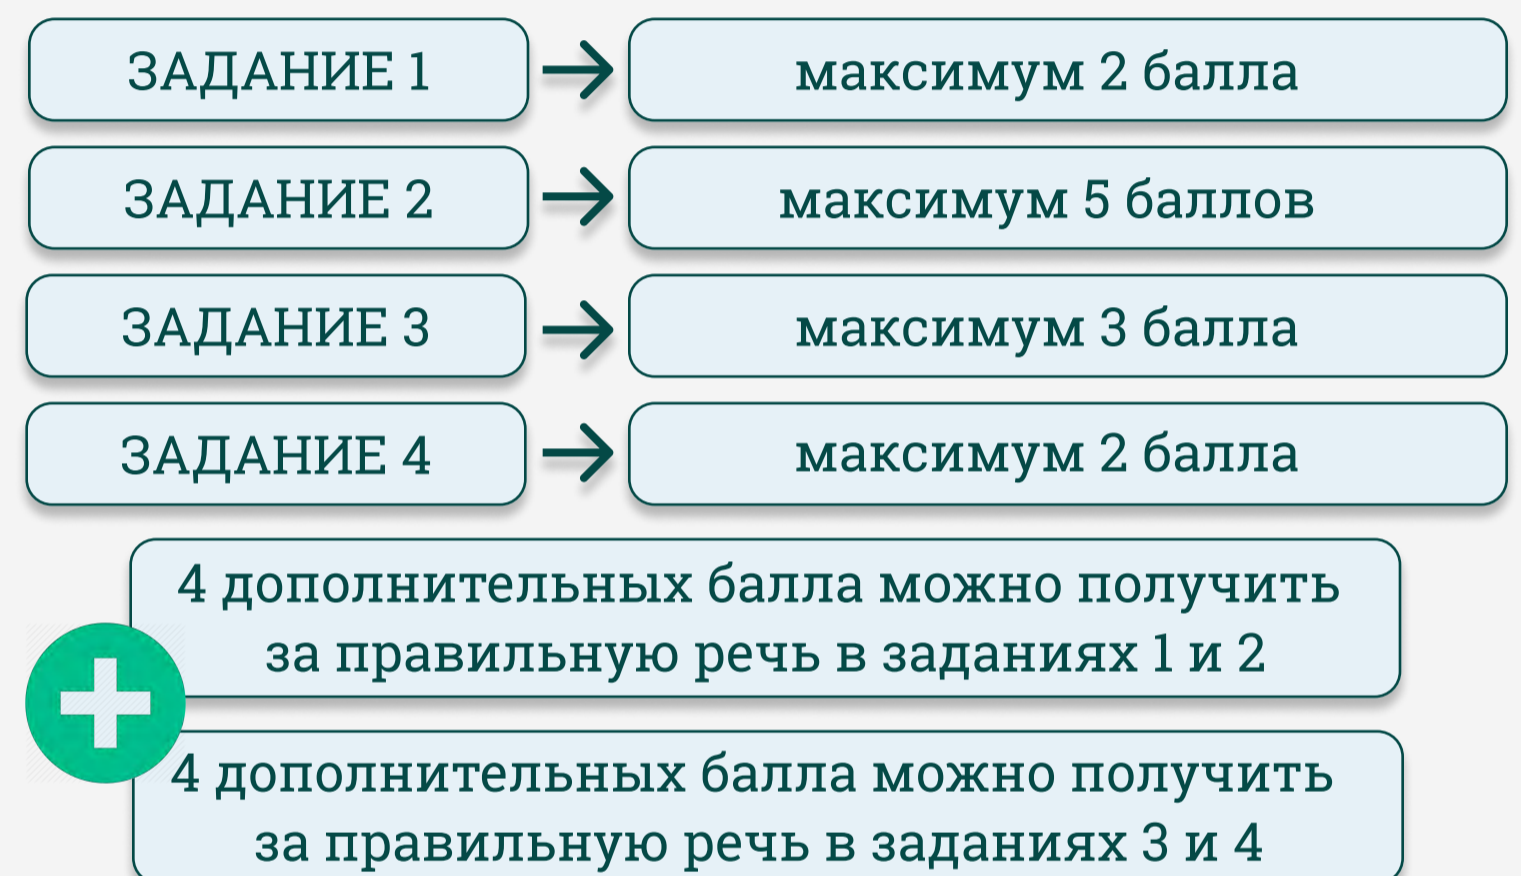 ЗАДАНИЕ 1
максимум 2 балла
ЗАДАНИЕ 2
максимум 5 баллов
ЗАДАНИЕ 3
максимум 3 балла
ЗАДАНИЕ 4
максимум 2 балла
4 дополнительных балла можно получить
за правильную речь в заданиях 1 и 2
4 дополнительных балла можно получить
за правильную речь в заданиях 3 и 4